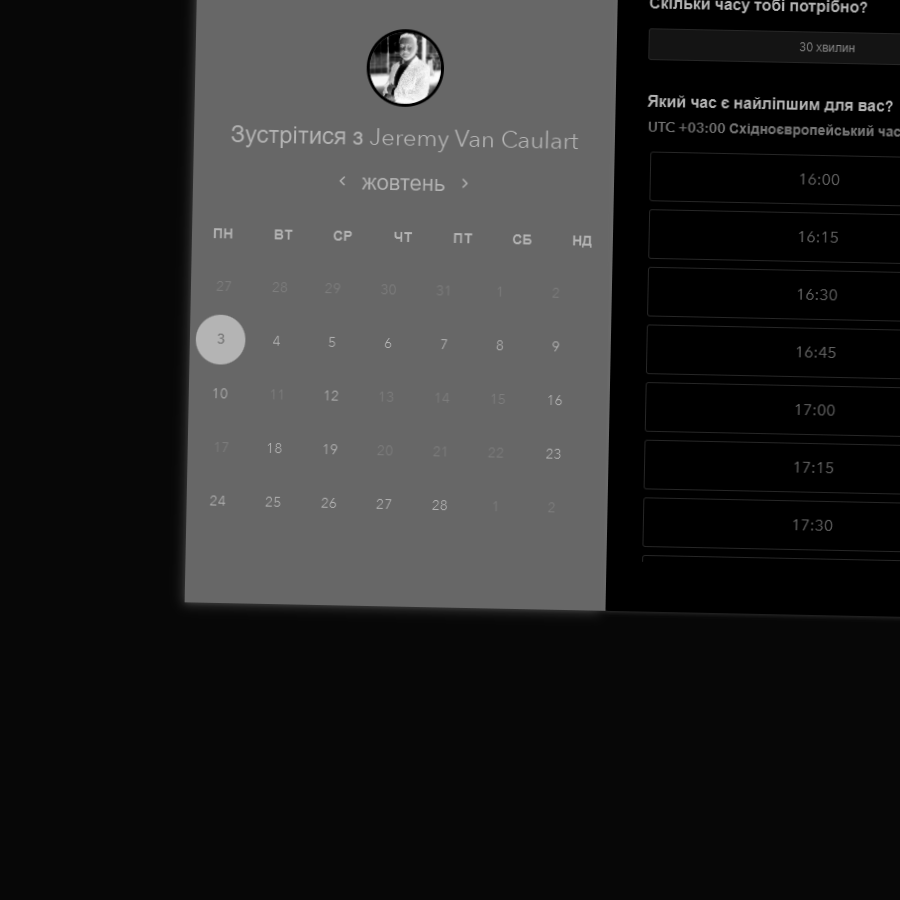 Зустрітися з Jeremy Van Caulart
‹ жовтень ›
ПН ВТ СР ЧТ ПТ СБ НД
27 28 29 30 31 1 2
3 4 5 6 7 8 9
10 11 12 13 14 15 16
17 18 19 20 21 22 23
24 25 26 27 28 1 2
Скільки часу тобі потрібно?
30 хвилин
Який час є найліпшим для вас?
UTC +03:00 Східноєвропейський час
16:00
16:15
16:30
16:45
17:00
17:15
17:30